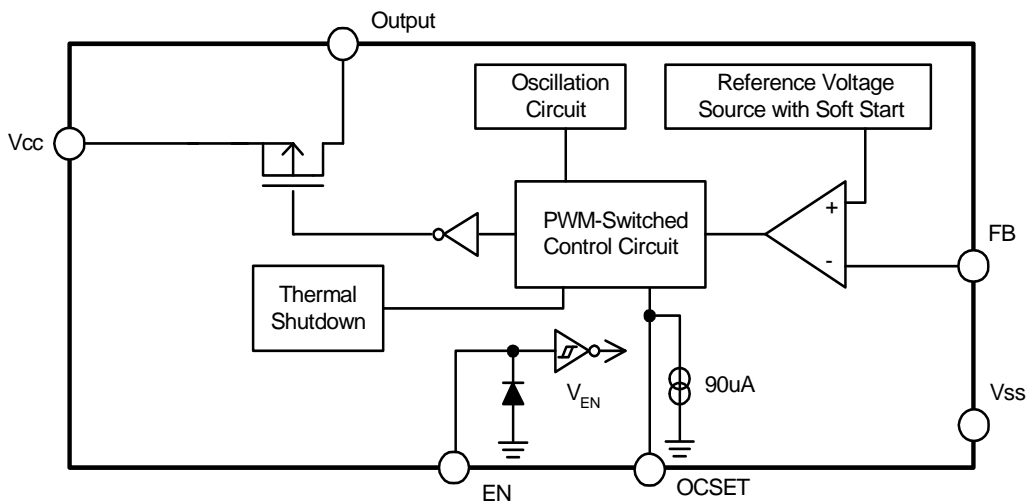 Output
Oscillation
Circuit
Reference Voltage
Source with Soft Start
Vcc
PWM-Switched
Control Circuit
+
-
FB
Thermal
Shutdown
VEN
90uA
Vss
EN
OCSET